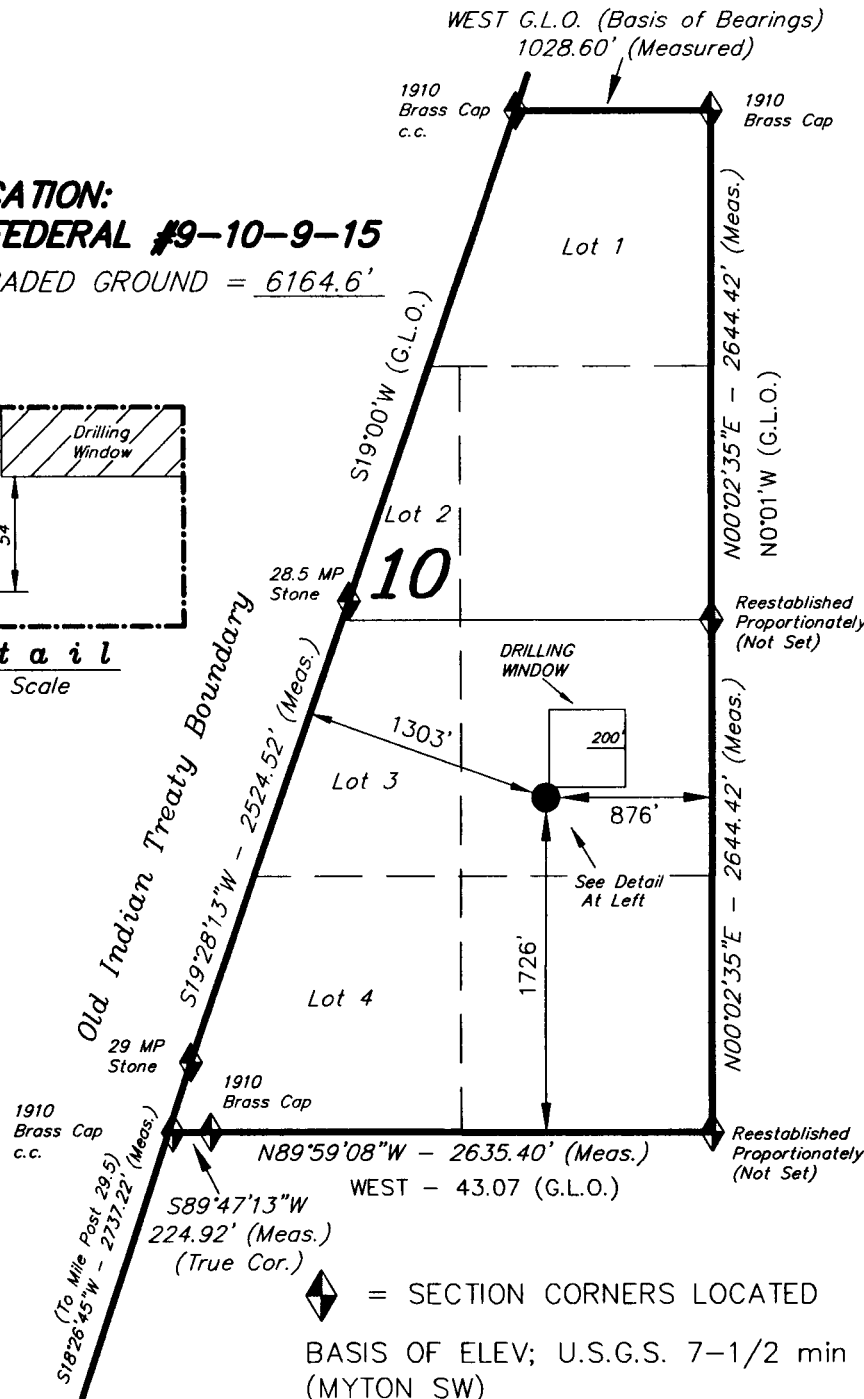 WEST G.L.O. (Basis of Bearings)
1028.60' (Measured)
1910
Brass Cap
c.c.
1910
Brass Cap
CATION:
FEDERAL #9-10-9-15
RADED GROUND = 6164.6'
Lot 1
N00°02'35"E - 2644.42' (Meas.)
N0°01'W (G.L.O.)
S19°00'W (G.L.O.)
Drilling
Window
54
tail
Scale
Lot 2
10
28.5 MP
Stone
Reestablished
Proportionately
(Not Set)
DRILLING
WINDOW
200'
1303'
Lot 3
876'
See Detail
At Left
1726'
Old Indian Treaty Boundary
S19°28'13"W - 2524.52' (Meas.)
N00°02'35"E - 2644.42' (Meas.)
Lot 4
29 MP
Stone
1910
Brass Cap
1910
Brass Cap
c.c.
N89°59'08"W - 2635.40' (Meas.)
WEST - 43.07 (G.L.O.)
Reestablished
Proportionately
(Not Set)
S89°47'13"W
224.92' (Meas.)
(True Cor.)
(To Mile Post 29.5)
S18°26'45"W - 2737.22' (Meas.)
= SECTION CORNERS LOCATED
BASIS OF ELEV; U.S.G.S. 7-1/2 min
(MYTON SW)